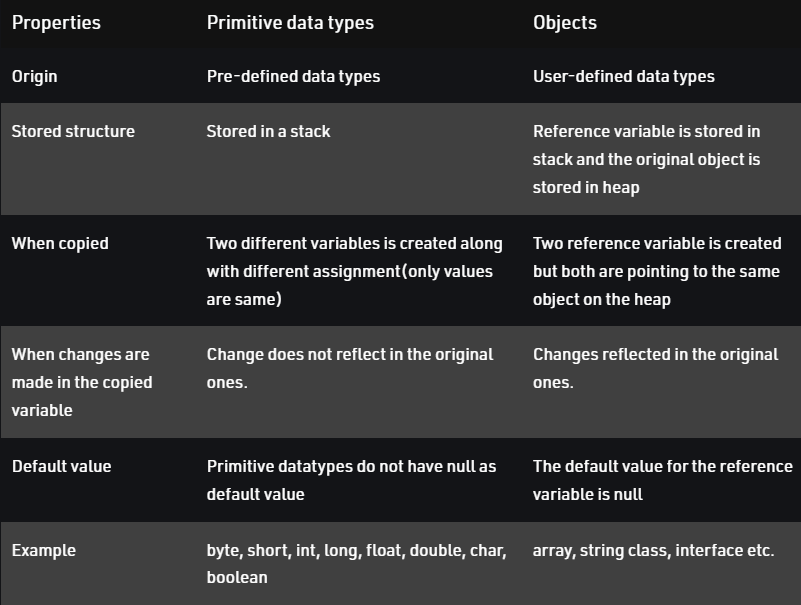 Properties Primitive data types Objects
Origin Pre-defined data types User-defined data types
Stored structure Stored in a stack Reference variable is stored in
stack and the original object is
stored in heap
When copied Two different variables is created along Two reference variable is created
with different assignment(only values but both are pointing to the same
are same) object on the heap
When changes are Change does not reflect in the original Changes reflected in the original
made in the copied ones. ones.
variable
Default value Primitive datatypes do not have null as The default value for the reference
default value variable is null
Example byte, short, int, long, float, double, char, array, string class, interface etc.
boolean